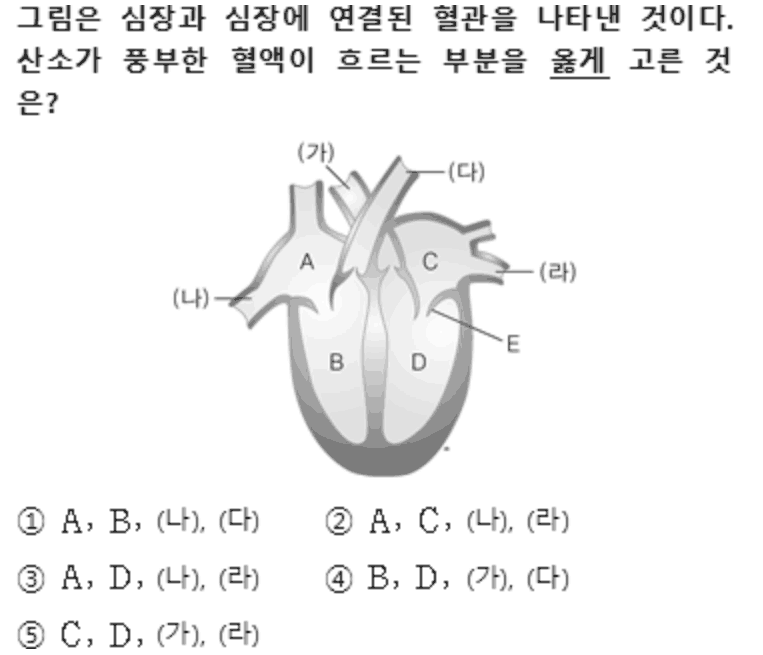 그림은 심장과 심장에 연결된 혈관을 나타낸 것이다.
산소가 풍부한 혈액이 흐르는 부분을 옳게 고른 것
은?
(가)
(다)
A
C
(라)
(나)
E
B
D
① A, B, (나), (다)
② A, C, (나), (라)
③ A, D, (나), (라)
④ B, D, (가), (다)
⑤ C, D, (가), (라)